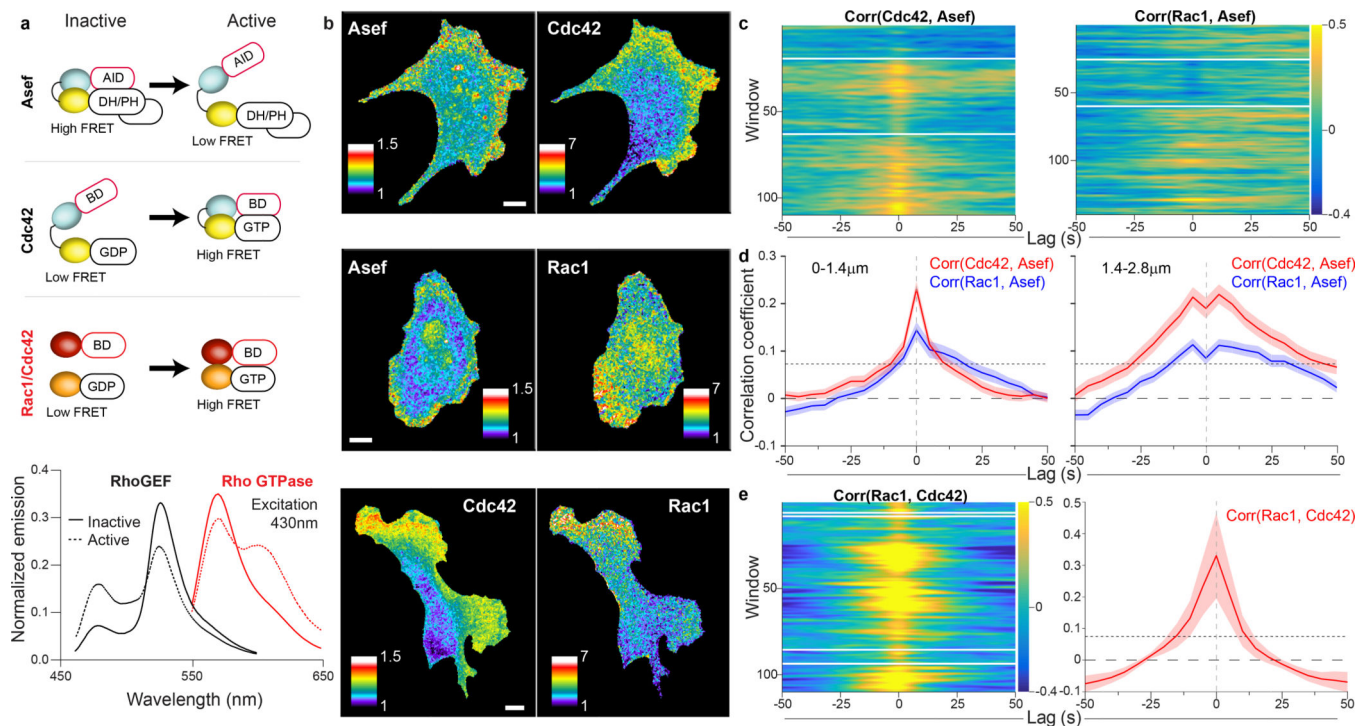 a
Inactive
Active
Asef
AID
DH/PH
High FRET
AID
DH/PH
Low FRET
Cdc42
BD
GDP
Low FRET
BD
GTP
High FRET
Rac1/Cdc42
BD
GDP
Low FRET
BD
GTP
High FRET
Normalized emission
0.4
0.3
0.2
0.1
0.0
RhoGEF
Rho GTPase
Inactive
Active
Excitation
430nm
450
550
650
Wavelength (nm)
b
Asef
1.5
1
Cdc42
7
1
Asef
1.5
1
Rac1
7
1
Cdc42
1.5
1
Rac1
7
1
c
Corr(Cdc42, Asef)
Window
50
100
-50
-25
0
25
50
Lag (s)
Corr(Rac1, Asef)
50
100
-50
-25
0
25
50
Lag (s)
0.5
0
-0.4
d
0-1.4μm
Corr(Cdc42, Asef)
Corr(Rac1, Asef)
Correlation coefficient
0.3
0.2
0.1
0
-0.1
-50
-25
0
25
50
Lag (s)
1.4-2.8μm
Corr(Cdc42, Asef)
Corr(Rac1, Asef)
-50
-25
0
25
50
Lag (s)
e
Corr(Rac1, Cdc42)
Window
50
100
-50
-25
0
25
50
Lag (s)
0.5
0
-0.4
Corr(Rac1, Cdc42)
0.5
0.4
0.3
0.2
0.1
0
-0.1
-50
-25
0
25
50
Lag (s)